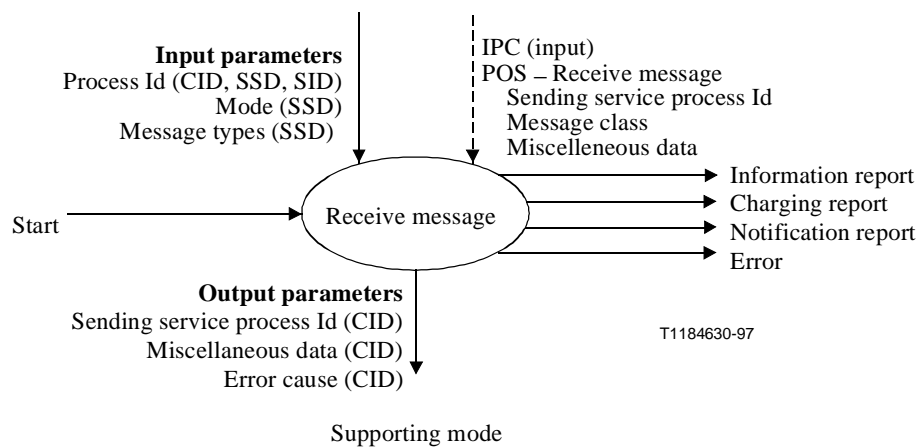 Input parameters
Process Id (CID, SSD, SID)
Mode (SSD)
Message types (SSD)
IPC (input)
POS – Receive message
Sending service process Id
Message class
Miscelleneous data
Start
Receive message
Information report
Charging report
Notification report
Error
Output parameters
Sending service process Id (CID)
Miscellaneous data (CID)
Error cause (CID)
T1184630-97
Supporting mode